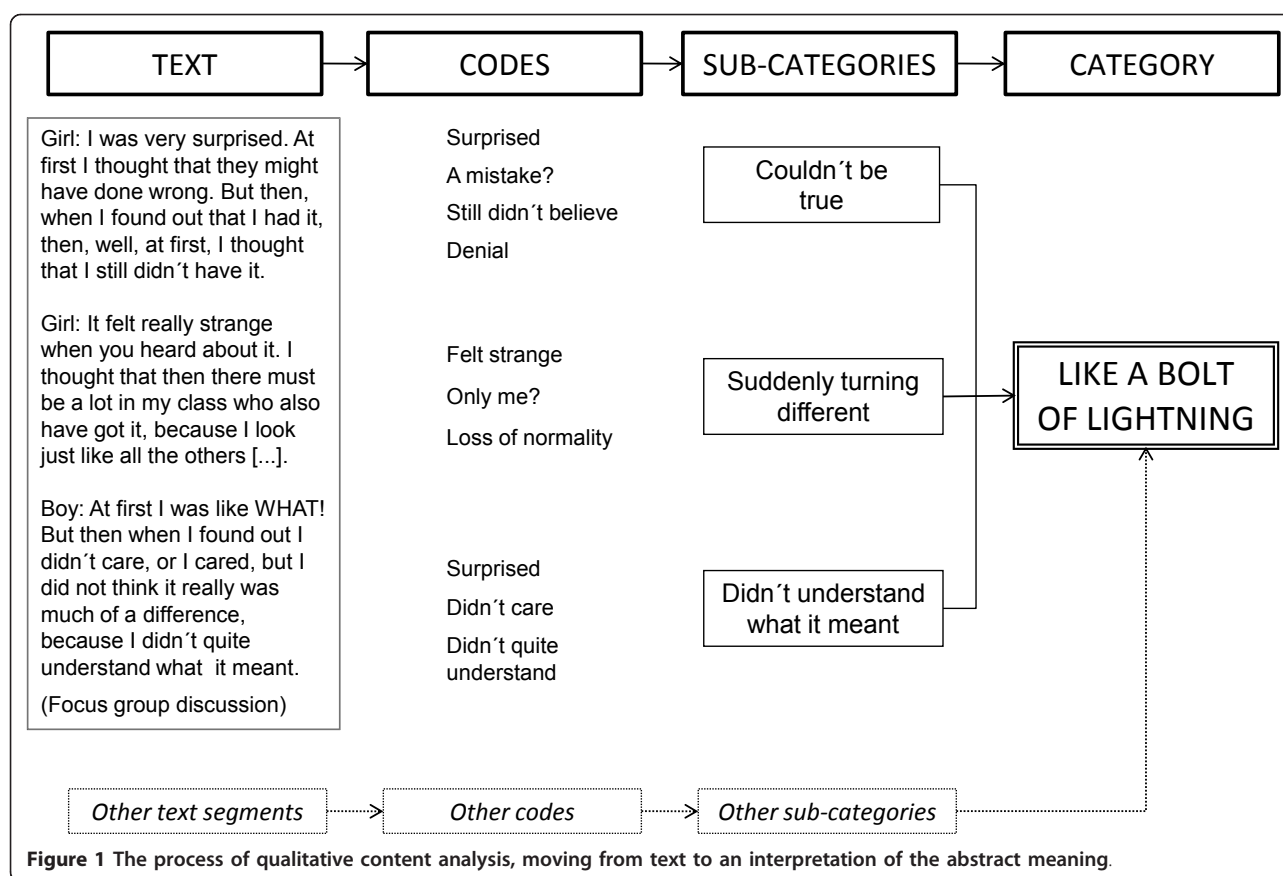 TEXT
CODES
SUB-CATEGORIES
CATEGORY
Girl: I was very surprised. At
first I thought that they might
have done wrong. But then,
when I found out that I had it,
then, well, at first, I thought
that I still didn´t have it.
Girl: It felt really strange
when you heard about it. I
thought that then there must
be a lot in my class who also
have got it, because I look
just like all the others [...].
Boy: At first I was like WHAT!
But then when I found out I
didn´t care, or I cared, but I
did not think it really was
much of a difference,
because I didn´t quite
understand what  it meant.
(Focus group discussion)
Surprised
A mistake?
Still didn´t believe
Denial
Felt strange
Only me?
Loss of normality
Surprised
Didn´t care
Didn´t quite
understand
Couldn´t be
true
Suddenly turning
different
Didn´t understand
what it meant
LIKE A BOLT
OF LIGHTNING
Other text segments
Other codes
Other sub-categories
Figure 1 The process of qualitative content analysis, moving from text to an interpretation of the abstract meaning.